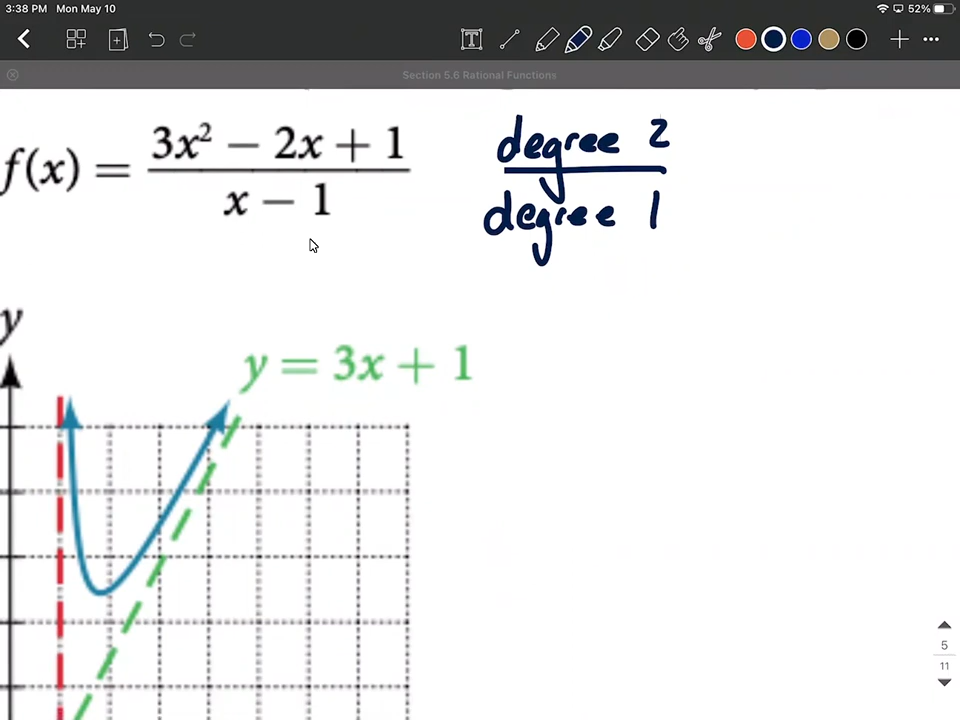 3:38 PM Mon May 10
52%
Section 5.6 Rational Functions
f(x) = (3x² − 2x + 1)/(x − 1)
degree 2
degree 1
y
y = 3x + 1
5
11